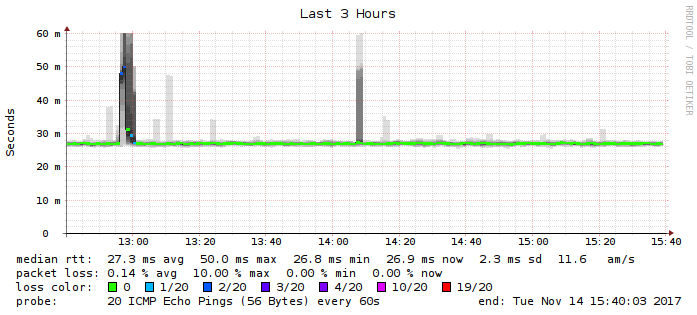 Last 3 Hours
RRDTOOL / TOBI OETIKER
Seconds
60 m
50 m
40 m
30 m
20 m
10 m
0
13:00 13:20 13:40 14:00 14:20 14:40 15:00 15:20 15:40
median rtt: 27.3 ms avg 50.0 ms max 26.8 ms min 26.9 ms now 2.3 ms sd 11.6 am/s
packet loss: 0.14 % avg 10.00 % max 0.00 % min 0.00 % now
loss color: 0 1/20 2/20 3/20 4/20 10/20 19/20
probe: 20 ICMP Echo Pings (56 Bytes) every 60s end: Tue Nov 14 15:40:03 2017